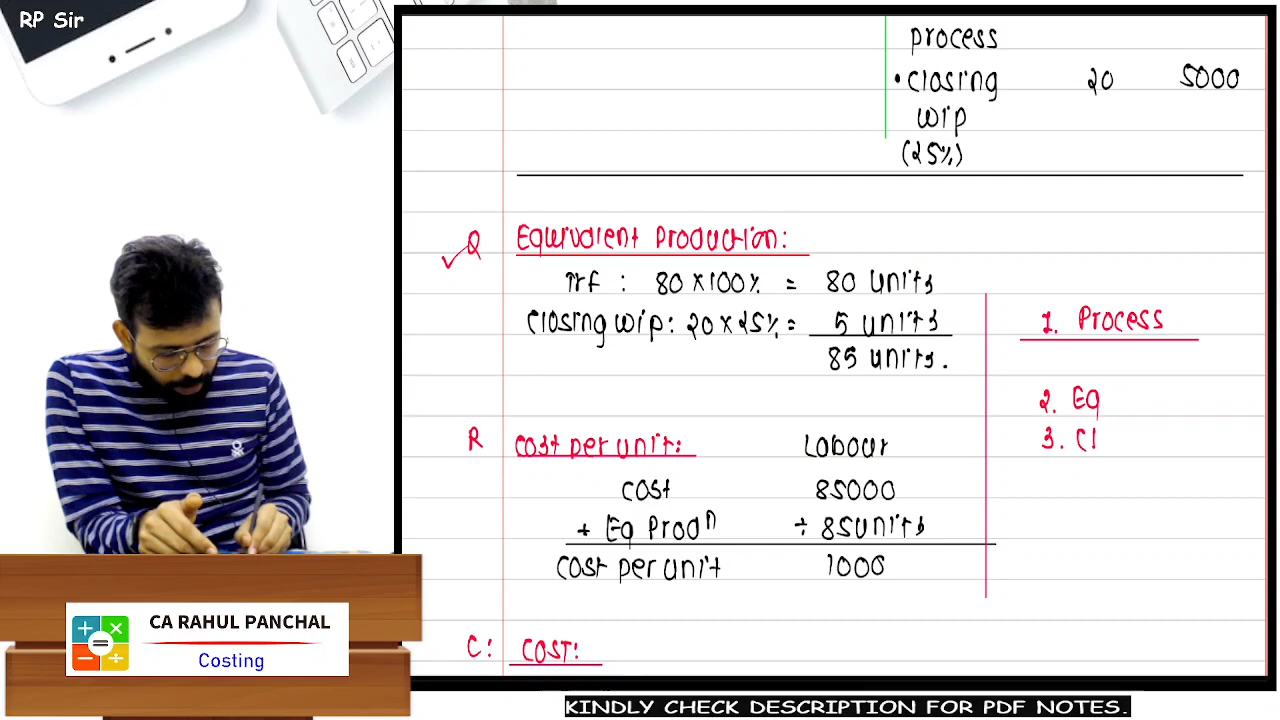 RP Sir
process
• closing 20 5000
wip
(25%)
Q Equivalent Production:
Trf : 80 x 100% = 80 units
closing wip: 20 x 25% = 5 units
85 units.
1. Process
2. Eq
3. Cl
R Cost per unit: Labour
cost 85000
÷ Eq Prodn ÷ 85 units
cost per unit 1000
C: COST:
CA RAHUL PANCHAL
Costing
KINDLY CHECK DESCRIPTION FOR PDF NOTES.